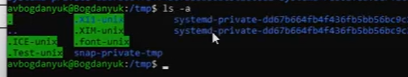 avbogdanyuk@Bogdanyuk:/tmp$ ls -a
. .X11-unix systemd-private-dd67b664fb4f436fb5bb56bc9c
.. .XIM-unix systemd-private-dd67b664fb4f436fb5bb56bc9c
.ICE-unix .font-unix
.Test-unix snap-private-tmp
avbogdanyuk@Bogdanyuk:/tmp$